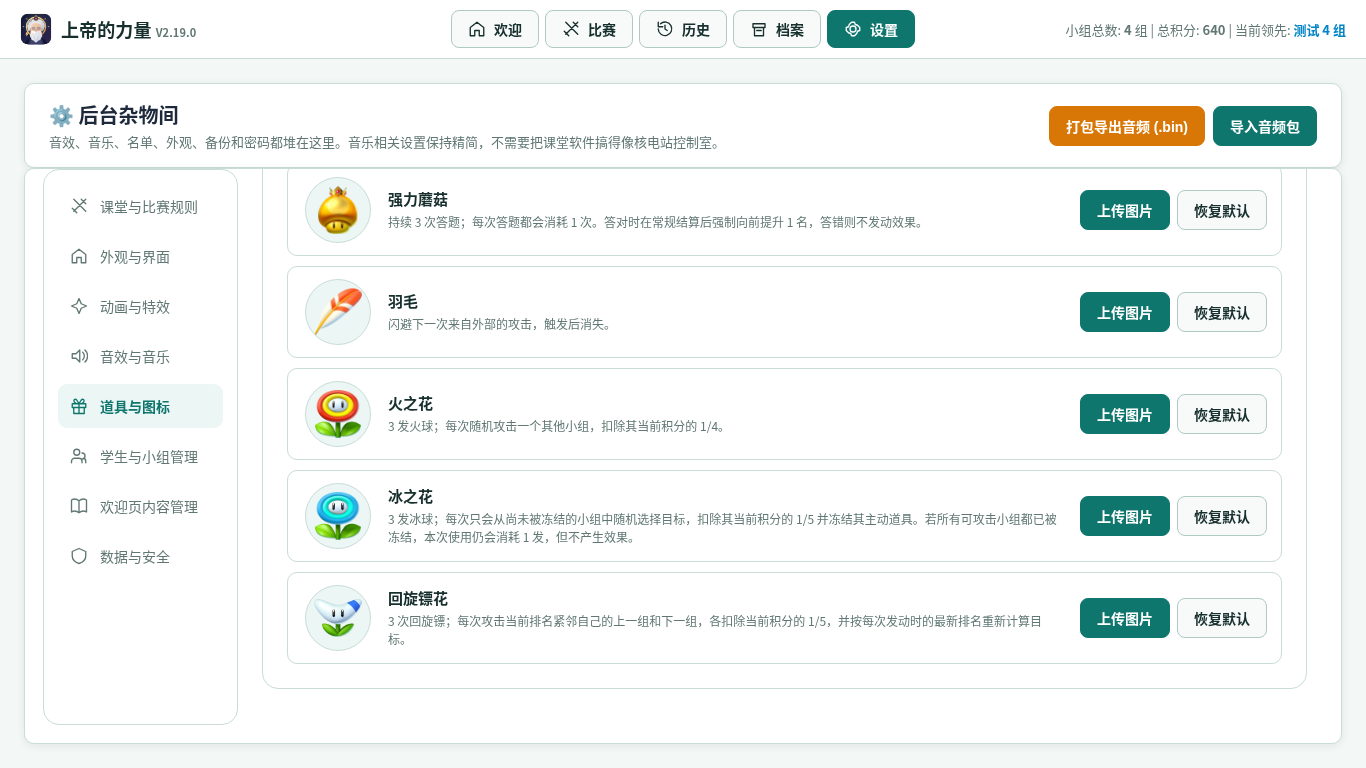 上帝的力量 V2.19.0
欢迎
比赛
历史
档案
设置
小组总数: 4 组 | 总积分: 640 | 当前领先: 测试 4 组
⚙️ 后台杂物间
音效、音乐、名单、外观、备份和密码都堆在这里。音乐相关设置保持精简，不需要把课堂软件搞得像核电站控制室。
打包导出音频 (.bin)
导入音频包
课堂与比赛规则
外观与界面
动画与特效
音效与音乐
道具与图标
学生与小组管理
欢迎页内容管理
数据与安全
强力蘑菇
持续 3 次答题；每次答题都会消耗 1 次。答对时在常规结算后强制向前提升 1 名，答错则不发动效果。
上传图片
恢复默认
羽毛
闪避下一次来自外部的攻击，触发后消失。
上传图片
恢复默认
火之花
3 发火球；每次随机攻击一个其他小组，扣除其当前积分的 1/4。
上传图片
恢复默认
冰之花
3 发冰球；每次只会从尚未被冻结的小组中随机选择目标，扣除其当前积分的 1/5 并冻结其主动道具。若所有可攻击小组都已被
冻结，本次使用仍会消耗 1 发，但不产生效果。
上传图片
恢复默认
回旋镖花
3 次回旋镖；每次攻击当前排名紧邻自己的上一组和下一组，各扣除当前积分的 1/5，并按每次发动时的最新排名重新计算目
标。
上传图片
恢复默认